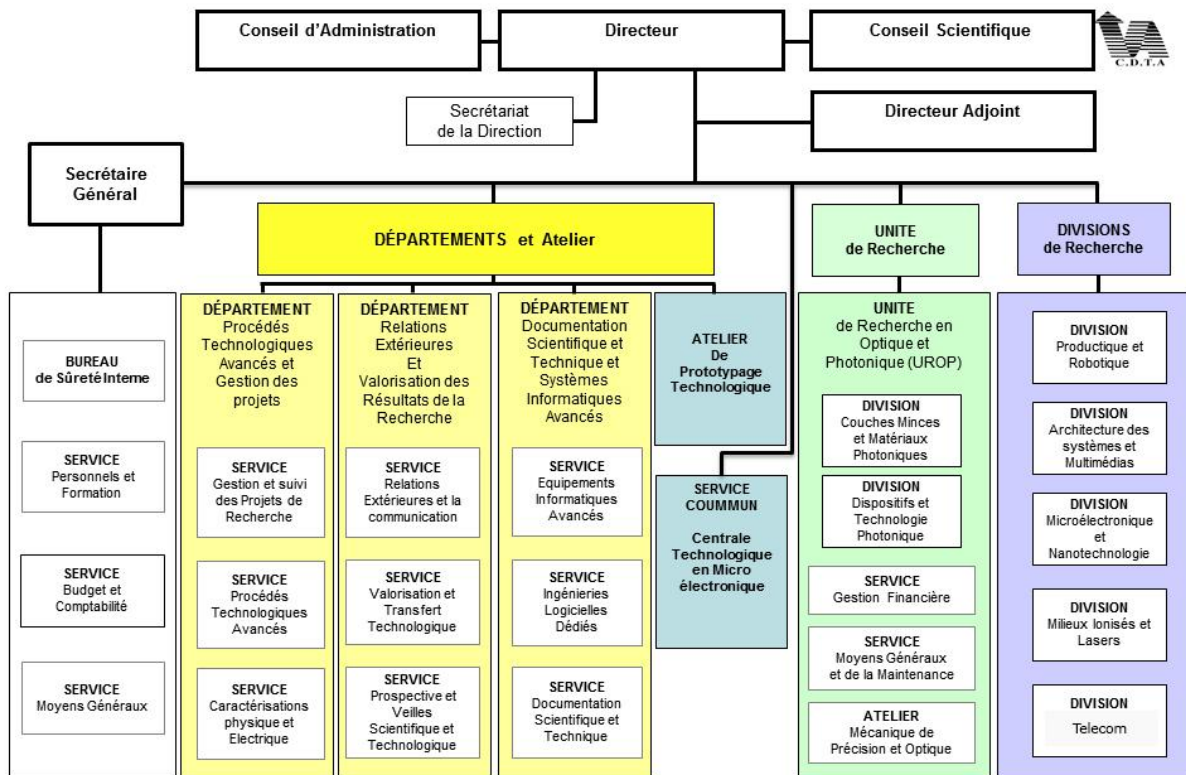 Conseil d'Administration
Directeur
Conseil Scientifique
C.D.T.A
Secrétariat
de la Direction
Directeur Adjoint
Secrétaire
Général
DÉPARTEMENTS et Atelier
UNITE
de Recherche
DIVISIONS
de Recherche
BUREAU
de Sûreté Interne
SERVICE
Personnels et
Formation
SERVICE
Budget et
Comptabilité
SERVICE
Moyens Généraux
DÉPARTEMENT
Procédés
Technologiques
Avancés et
Gestion des
projets
SERVICE
Gestion et suivi
des Projets de
Recherche
SERVICE
Procédés
Technologiques
Avancés
SERVICE
Caractérisations
physique et
Electrique
DÉPARTEMENT
Relations
Extérieures
Et
Valorisation des
Résultats de la
Recherche
SERVICE
Relations
Extérieures et la
communication
SERVICE
Valorisation et
Transfert
Technologique
SERVICE
Prospective et
Veilles
Scientifique et
Technologique
DÉPARTEMENT
Documentation
Scientifique et
Technique et
Systèmes
Informatiques
Avancés
SERVICE
Equipements
Informatiques
Avancés
SERVICE
Ingénieries
Logicielles
Dédiés
SERVICE
Documentation
Scientifique et
Technique
ATELIER
De
Prototypage
Technologique
SERVICE
COUMMUN
Centrale
Technologique
en Micro
électronique
UNITE
de Recherche en
Optique et
Photonique (UROP)
DIVISION
Couches Minces
et Matériaux
Photoniques
DIVISION
Dispositifs et
Technologie
Photonique
SERVICE
Gestion Financière
SERVICE
Moyens Généraux
et de la Maintenance
ATELIER
Mécanique de
Précision et Optique
DIVISION
Productique et
Robotique
DIVISION
Architecture des
systèmes et
Multimédias
DIVISION
Microélectronique
et
Nanotechnologie
DIVISION
Milieux Ionisés et
Lasers
DIVISION
Telecom